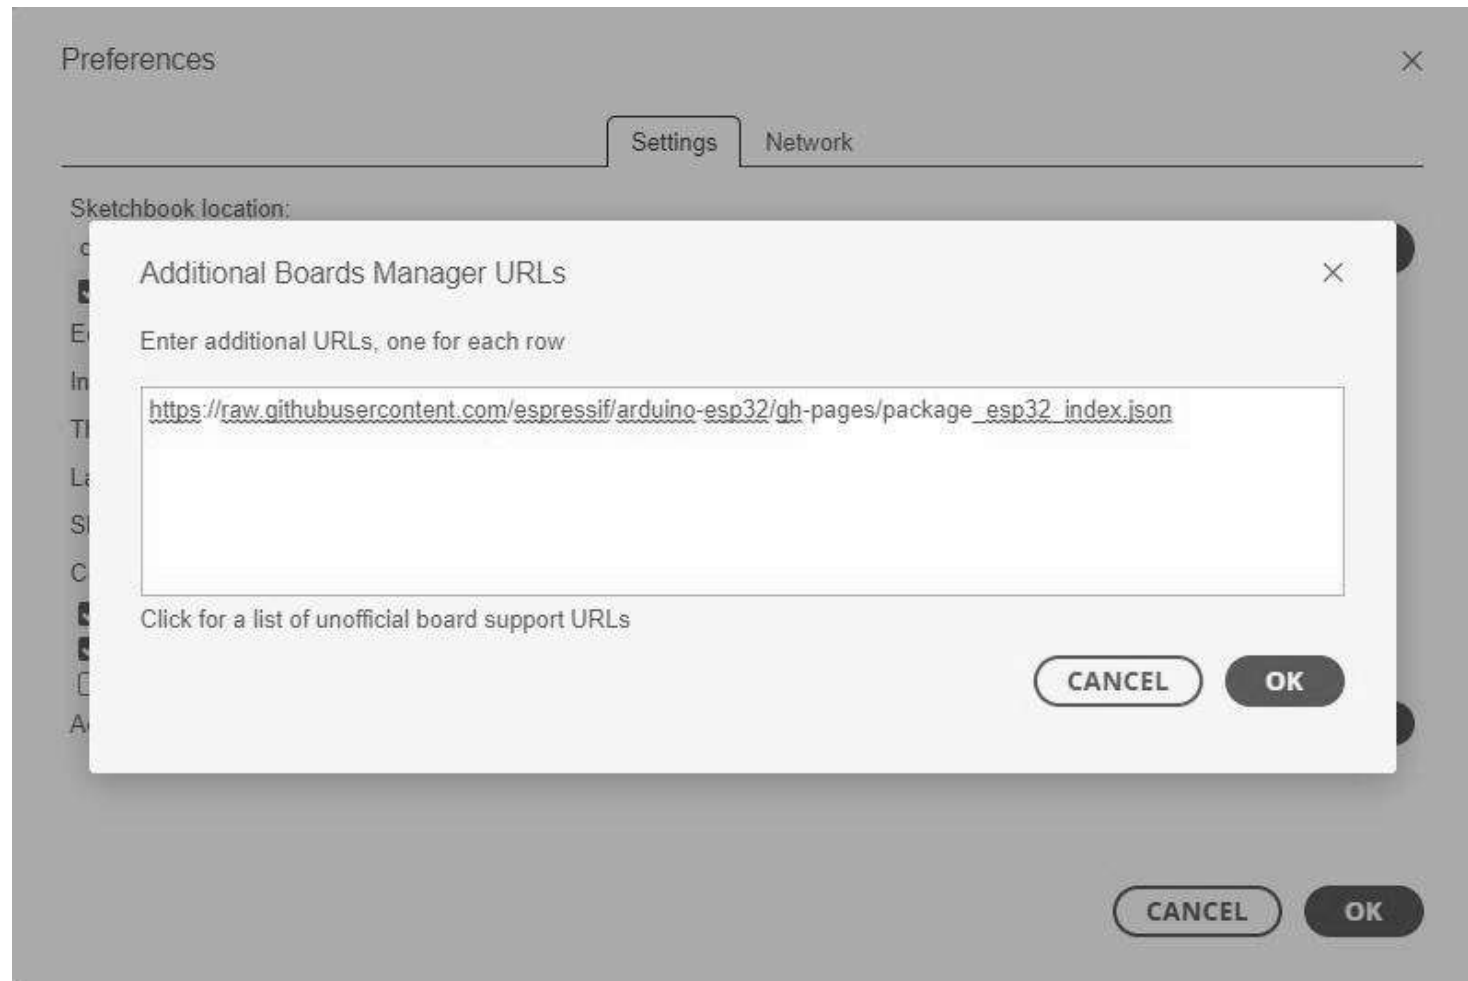 Preferences
Settings
Network
Sketchbook location:
Additional Boards Manager URLs
Enter additional URLs, one for each row
https://raw.githubusercontent.com/espressif/arduino-esp32/gh-pages/package_esp32_index.json
Click for a list of unofficial board support URLs
CANCEL
OK
CANCEL
OK